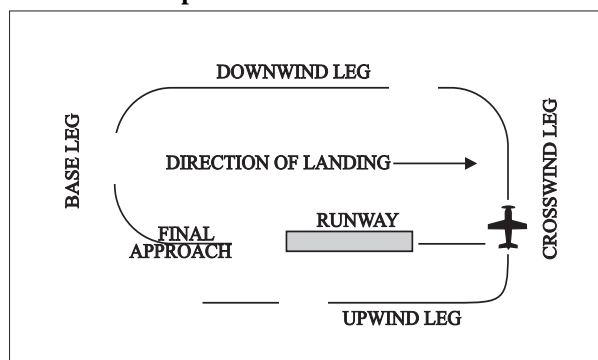 DOWNWIND LEG
BASE LEG
DIRECTION OF LANDING
CROSSWIND LEG
RUNWAY
FINAL
APPROACH
UPWIND LEG